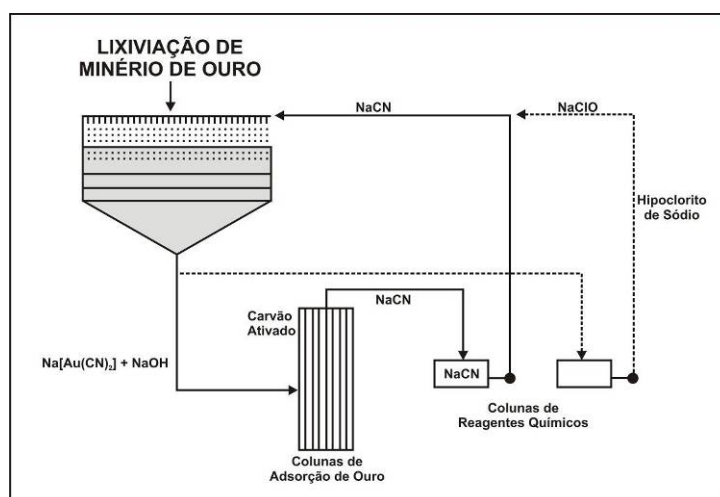 LIXIVIAÇÃO DE
MINÉRIO DE OURO
NaCN
NaClO
Hipoclorito
de Sódio
NaCN
Carvão
Ativado
Na[Au(CN)₂] + NaOH
NaCN
Colunas de
Reagentes Químicos
Colunas de
Adsorção de Ouro